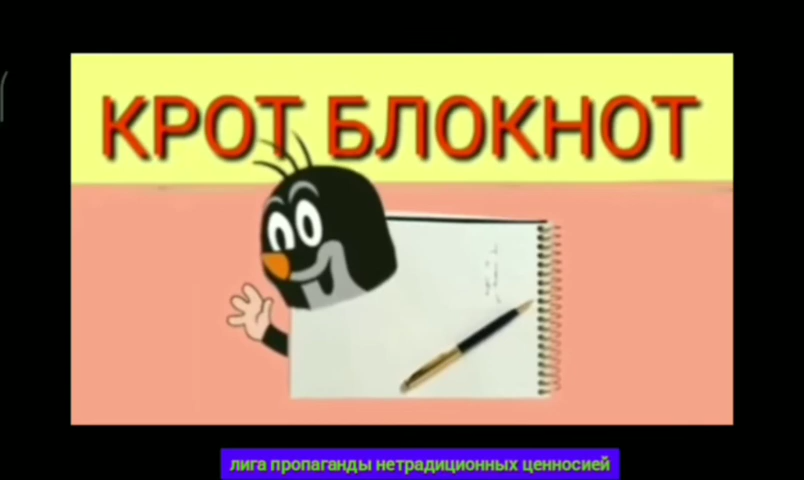 КРОТ БЛОКНОТ
лига пропаганды нетрадиционных ценносией